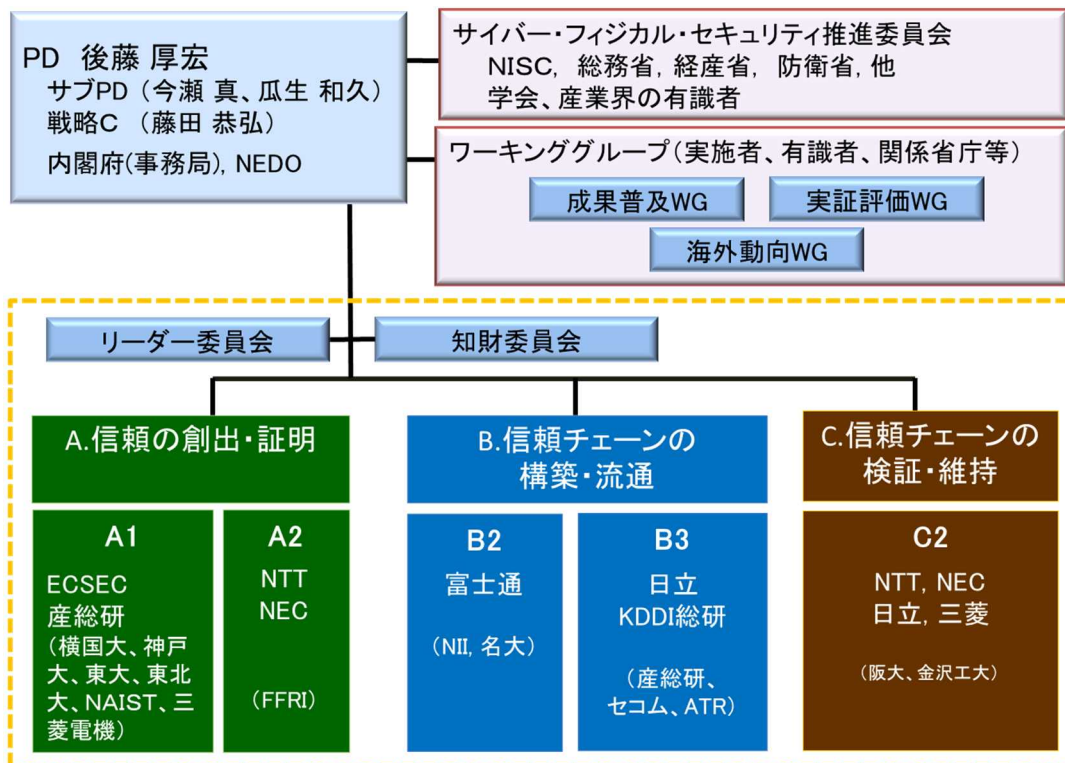 PD 後藤 厚宏
サブPD （今瀬 真、瓜生 和久）
戦略C （藤田 恭弘）
内閣府(事務局), NEDO
サイバー・フィジカル・セキュリティ推進委員会
NISC, 総務省, 経産省, 防衛省, 他
学会、産業界の有識者
ワーキンググループ（実施者、有識者、関係省庁等）
成果普及WG
実証評価WG
海外動向WG
リーダー委員会
知財委員会
A.信頼の創出・証明
A1
ECSEC
産総研
（横国大、神戸
大、東大、東北
大、NAIST、三
菱電機）
A2
NTT
NEC
（FFRI）
B.信頼チェーンの
構築・流通
B2
富士通
（NII, 名大）
B3
日立
KDDI総研
（産総研、
セコム、ATR）
C.信頼チェーンの
検証・維持
C2
NTT, NEC
日立, 三菱
（阪大、金沢工大）